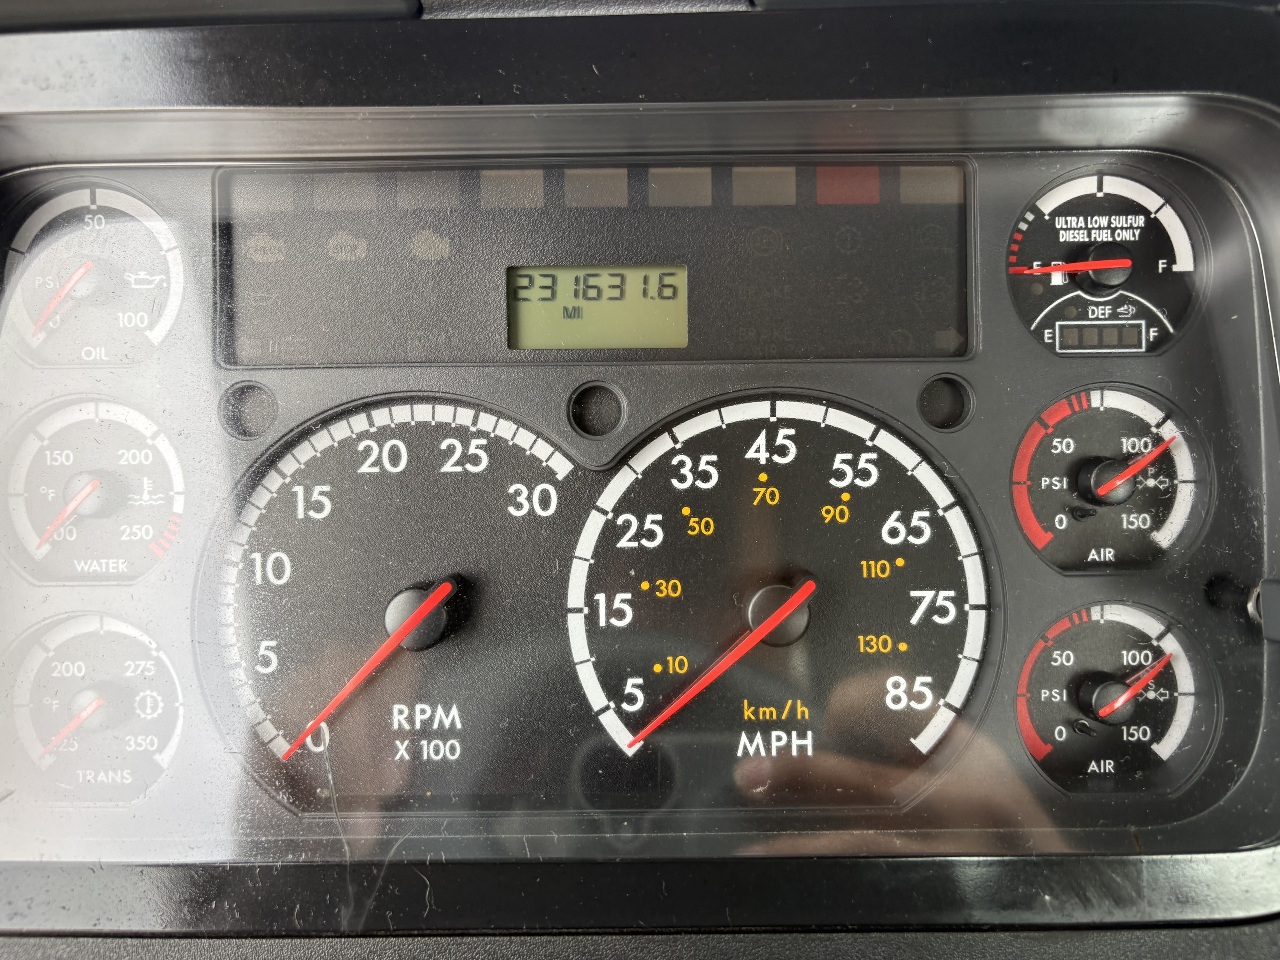 50
PSI
0
100
OIL
231631.6
MI
ULTRA LOW SULFUR
DIESEL FUEL ONLY
E
F
DEF
E
F
150
200
°F
100
250
WATER
200
275
°F
125
350
TRANS
0
5
10
15
20
25
30
RPM
X 100
5
15
25
35
45
55
65
75
85
10
30
50
70
90
110
130
km/h
MPH
50
100
PSI
P
0
150
AIR
50
100
PSI
S
0
150
AIR